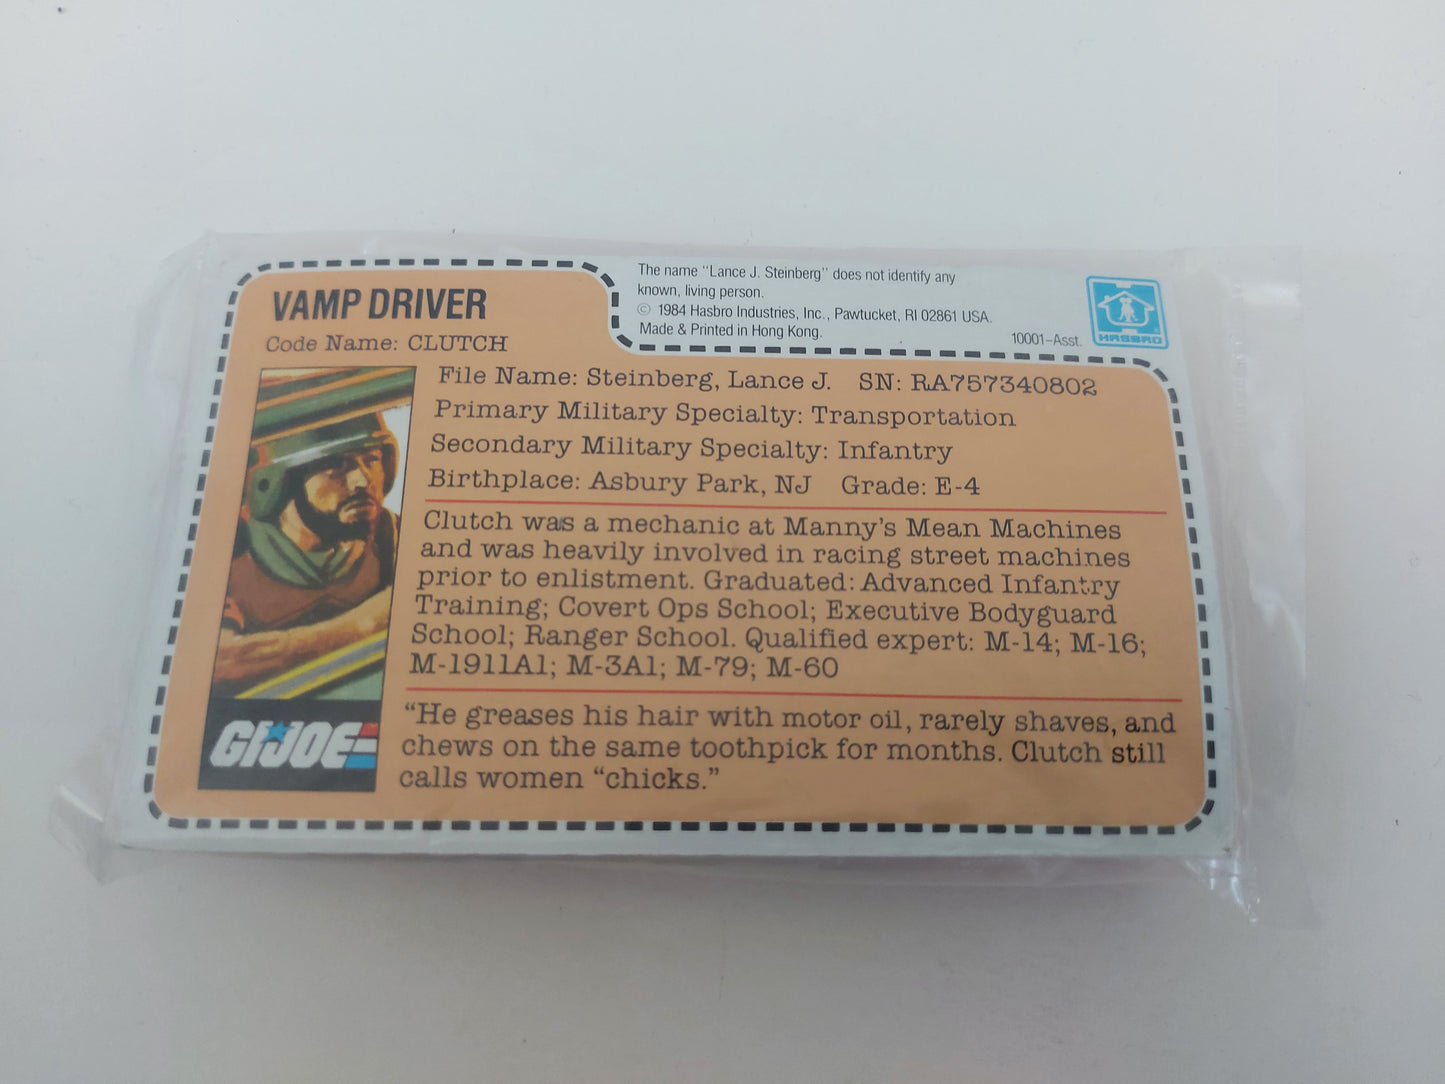 VAMP DRIVER
Code Name: CLUTCH
The name "Lance J. Steinberg" does not identify any
known, living person.
© 1984 Hasbro Industries, Inc., Pawtucket, RI 02861 USA.
Made & Printed in Hong Kong.
10001-Asst.
HASBRO
File Name: Steinberg, Lance J. SN: RA757340802
Primary Military Specialty: Transportation
Secondary Military Specialty: Infantry
Birthplace: Asbury Park, NJ Grade: E-4
Clutch was a mechanic at Manny's Mean Machines
and was heavily involved in racing street machines
prior to enlistment. Graduated: Advanced Infantry
Training; Covert Ops School; Executive Bodyguard
School; Ranger School. Qualified expert: M-14; M-16;
M-1911A1; M-3A1; M-79; M-60
"He greases his hair with motor oil, rarely shaves, and
chews on the same toothpick for months. Clutch still
calls women "chicks."
GI JOE